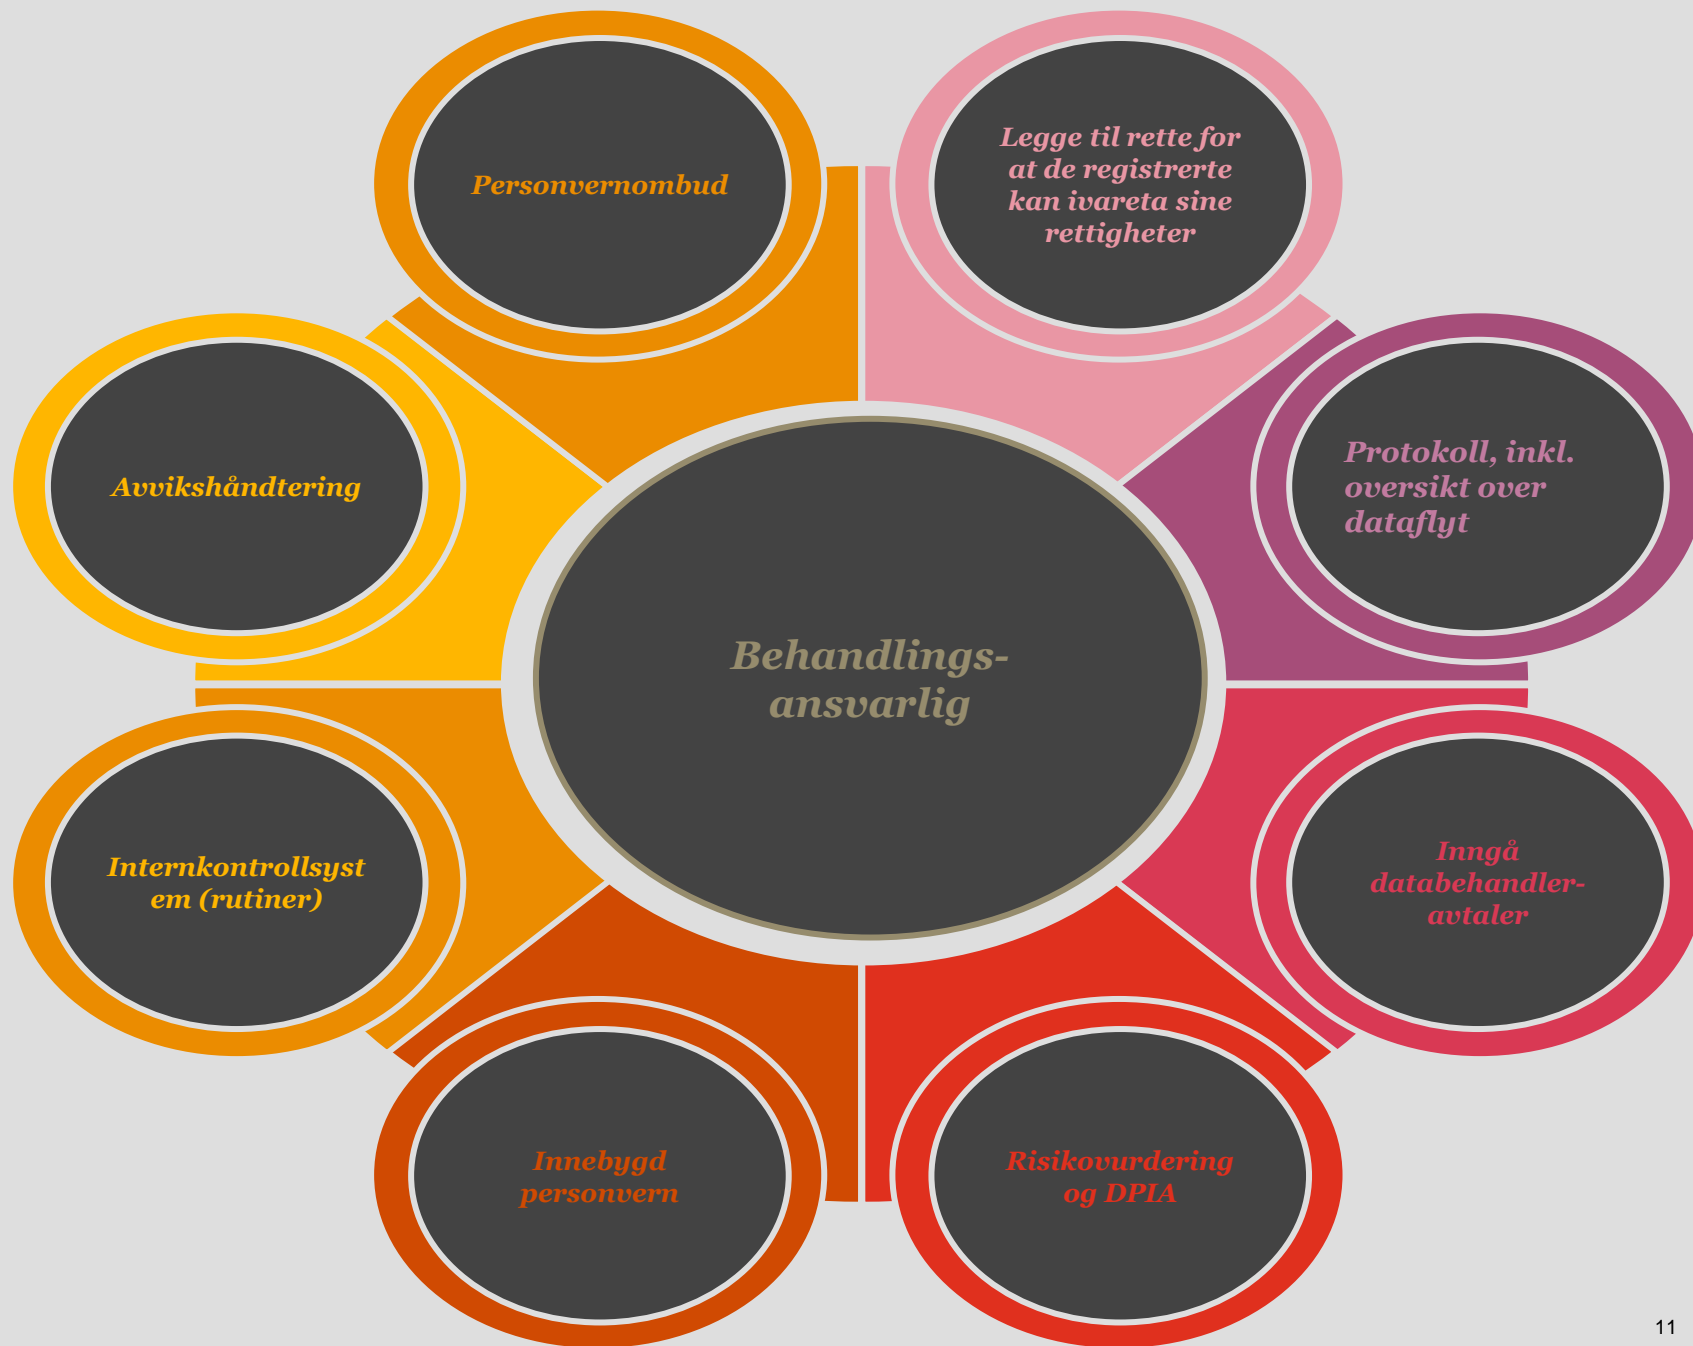 Personvernombud
Legge til rette for
at de registrerte
kan ivareta sine
rettigheter
Protokoll, inkl.
oversikt over
dataflyt
Inngå
databehandler-
avtaler
Risikovurdering
og DPIA
Innebygd
personvern
Internkontrollsyst
em (rutiner)
Avvikshåndtering
Behandlings-
ansvarlig
11